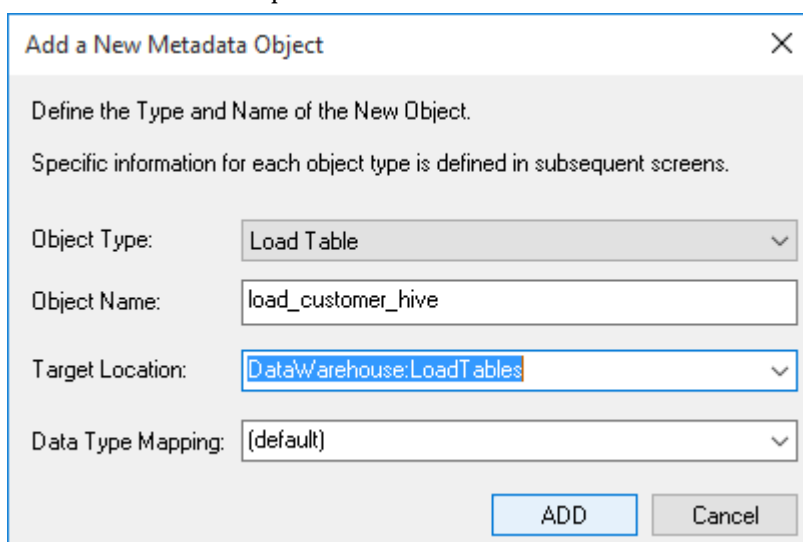 Add a New Metadata Object
Define the Type and Name of the New Object.
Specific information for each object type is defined in subsequent screens.
Object Type: Load Table
Object Name: load_customer_hive
Target Location: DataWarehouse:LoadTables
Data Type Mapping: (default)
ADD Cancel